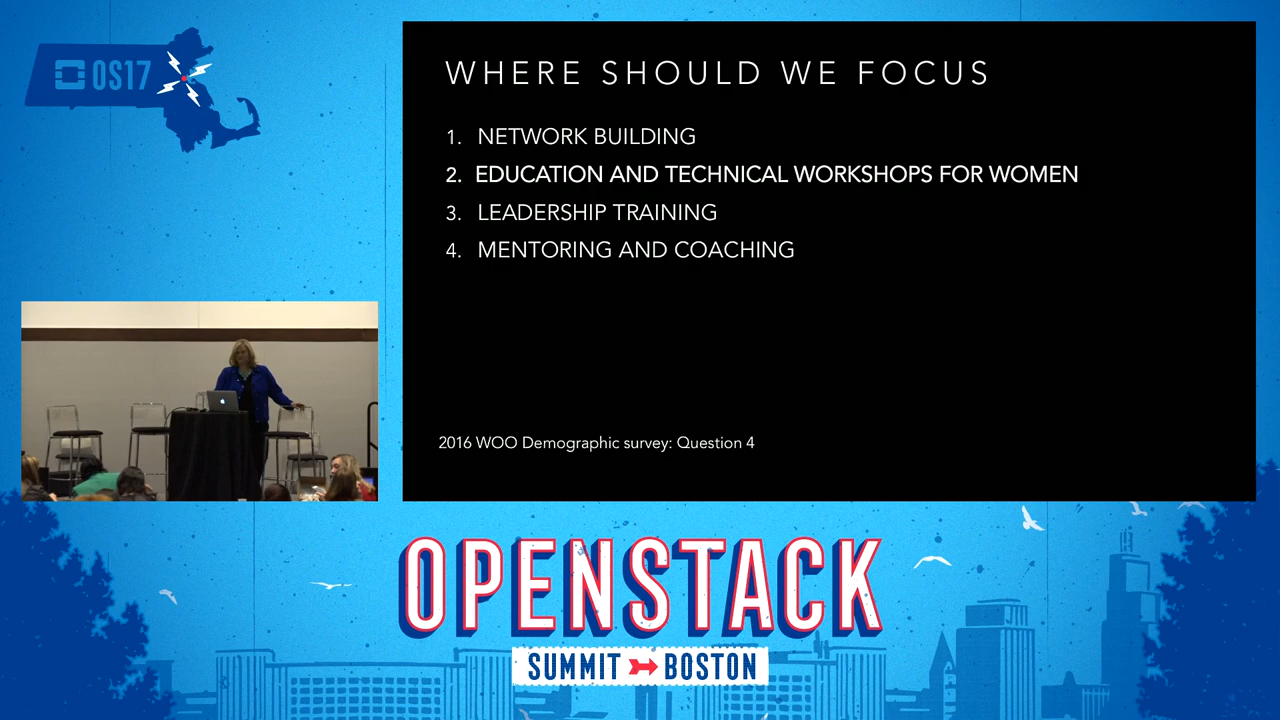 OS17
WHERE SHOULD WE FOCUS
1. NETWORK BUILDING
2. EDUCATION AND TECHNICAL WORKSHOPS FOR WOMEN
3. LEADERSHIP TRAINING
4. MENTORING AND COACHING
2016 WOO Demographic survey: Question 4
OPENSTACK
SUMMIT BOSTON